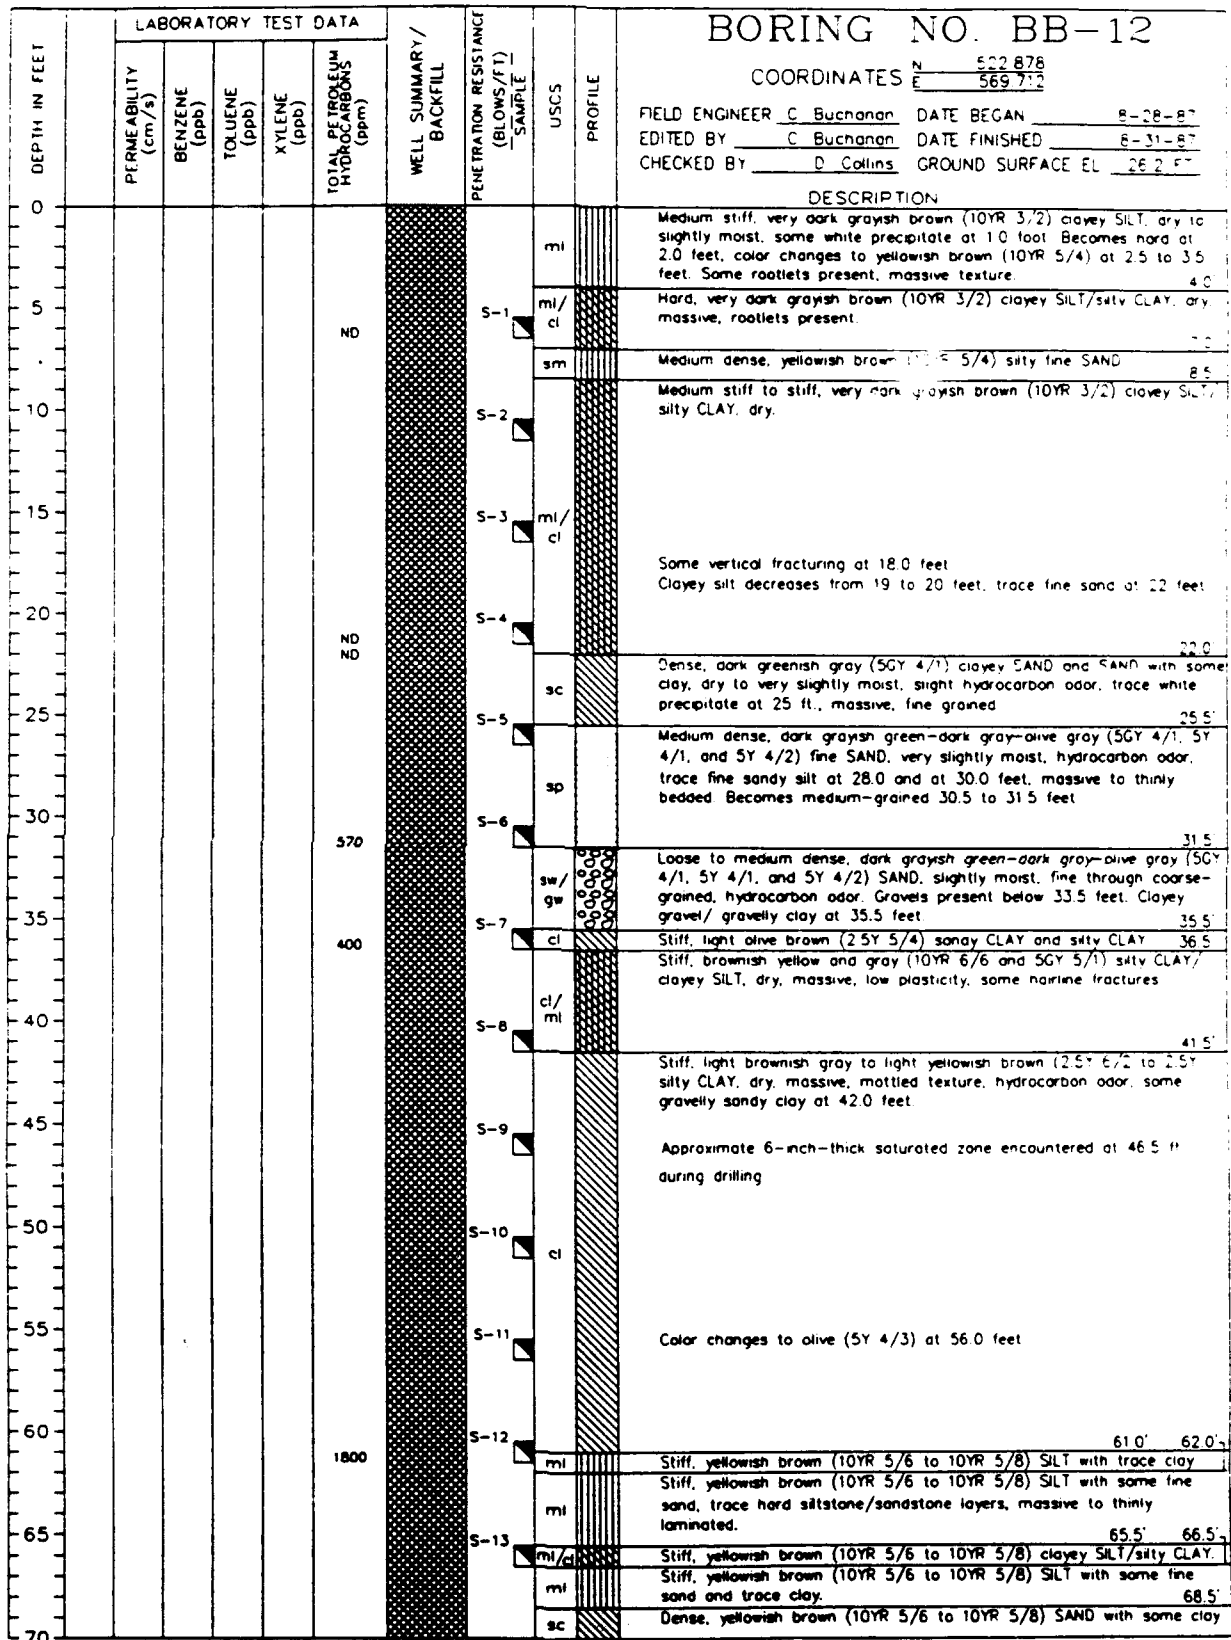 BORING NO. BB-12
COORDINATES N 522 878
E 569 712
FIELD ENGINEER C Buchanan DATE BEGAN 8-28-87
EDITED BY C Buchanan DATE FINISHED 8-31-87
CHECKED BY D Collins GROUND SURFACE EL 26.2 FT
DEPTH IN FEET
LABORATORY TEST DATA
PERMEABILITY (cm/s)
BENZENE (ppb)
TOLUENE (ppb)
XYLENE (ppb)
TOTAL PETROLEUM HYDROCARBONS (ppm)
WELL SUMMARY/ BACKFILL
PENETRATION RESISTANCE (BLOWS/FT)
SAMPLE
USCS
PROFILE
DESCRIPTION
0
ml
Medium stiff, very dark grayish brown (10YR 3/2) clayey SILT, dry to
slightly moist, some white precipitate at 1.0 foot. Becomes hard at
2.0 feet, color changes to yellowish brown (10YR 5/4) at 2.5 to 3.5
feet. Some rootlets present, massive texture.
4.0'
5
ND
S-1
ml/
cl
Hard, very dark grayish brown (10YR 3/2) clayey SILT/silty CLAY, dry,
massive, rootlets present.
sm
Medium dense, yellowish brown 5/4) silty fine SAND
8.5'
10
S-2
Medium stiff to stiff, very dark grayish brown (10YR 3/2) clayey SILT/
silty CLAY, dry.
15
S-3
ml/
cl
Some vertical fracturing at 18.0 feet
Clayey silt decreases from 19 to 20 feet, trace fine sand at 22 feet
20
S-4
ND
ND
22.0'
sc
Dense, dark greenish gray (5GY 4/1) clayey SAND and SAND with some
clay, dry to very slightly moist, slight hydrocarbon odor, trace white
precipitate at 25 ft., massive, fine grained
25.5'
25
S-5
sp
Medium dense, dark grayish green-dark gray-olive gray (5GY 4/1, 5Y
4/1, and 5Y 4/2) fine SAND, very slightly moist, hydrocarbon odor,
trace fine sandy silt at 28.0 and at 30.0 feet, massive to thinly
bedded. Becomes medium-grained 30.5 to 31.5 feet
31.5'
30
S-6
570
sw/
gw
Loose to medium dense, dark grayish green-dark gray-olive gray (5GY
4/1, 5Y 4/1, and 5Y 4/2) SAND, slightly moist, fine through coarse-
grained, hydrocarbon odor. Gravels present below 33.5 feet. Clayey
gravel/ gravelly clay at 35.5 feet.
35.5'
35
S-7
400
cl
Stiff, light olive brown (2.5Y 5/4) sandy CLAY and silty CLAY
36.5'
cl/
ml
Stiff, brownish yellow and gray (10YR 6/6 and 5GY 5/1) silty CLAY/
clayey SILT, dry, massive, low plasticity, some hairline fractures
40
S-8
41.5'
Stiff, light brownish gray to light yellowish brown (2.5Y 6/2 to 2.5Y
silty CLAY, dry, massive, mottled texture, hydrocarbon odor, some
gravelly sandy clay at 42.0 feet.
45
S-9
Approximate 6-inch-thick saturated zone encountered at 46.5 ft
during drilling
50
S-10
cl
55
S-11
Color changes to olive (5Y 4/3) at 56.0 feet
60
S-12
1800
61.0' 62.0'
ml
Stiff, yellowish brown (10YR 5/6 to 10YR 5/8) SILT with trace clay
ml
Stiff, yellowish brown (10YR 5/6 to 10YR 5/8) SILT with some fine
sand, trace hard siltstone/sandstone layers, massive to thinly
laminated.
65.5' 66.5'
65
S-13
ml/cl
Stiff, yellowish brown (10YR 5/6 to 10YR 5/8) clayey SILT/silty CLAY.
ml
Stiff, yellowish brown (10YR 5/6 to 10YR 5/8) SILT with some fine
sand and trace clay.
68.5'
sc
Dense, yellowish brown (10YR 5/6 to 10YR 5/8) SAND with some clay
70